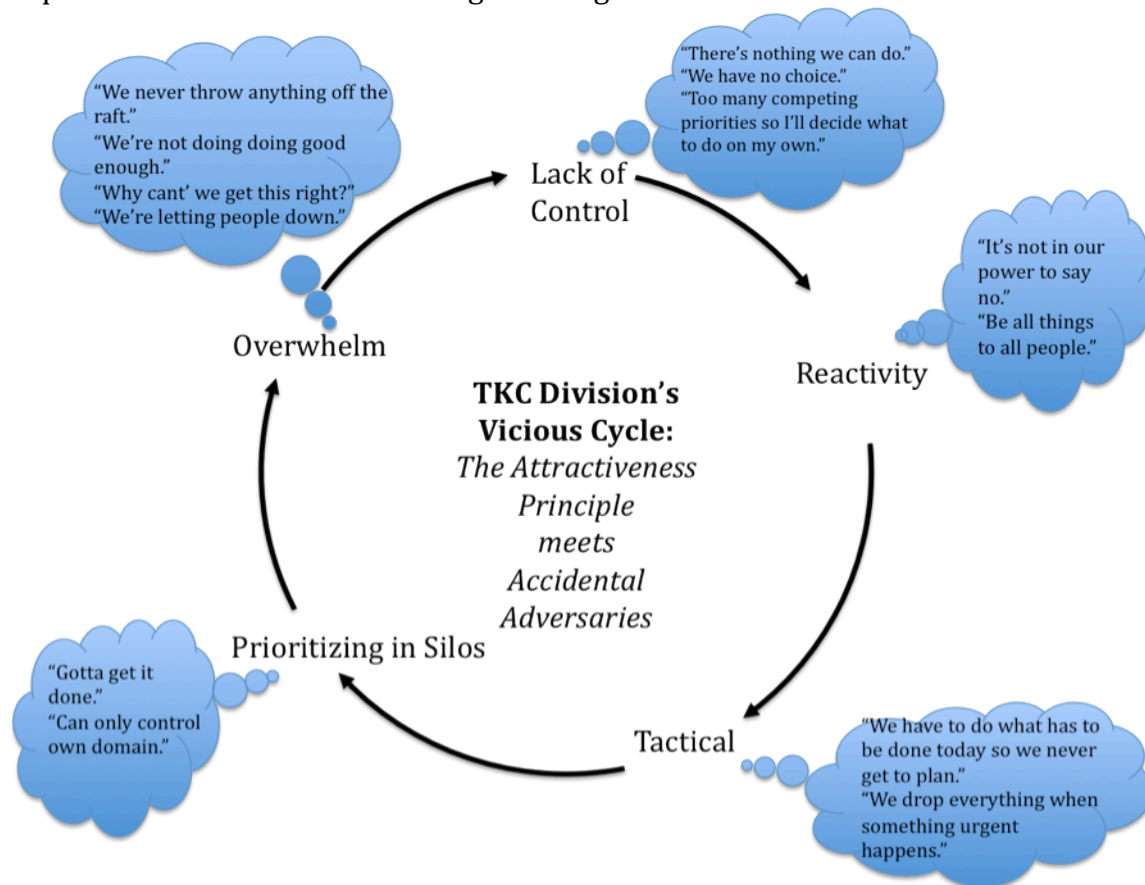 “We never throw anything off the
raft.”
“We’re not doing doing good
enough.”
“Why cant’ we get this right?”
“We’re letting people down.”
“There’s nothing we can do.”
“We have no choice.”
“Too many competing
priorities so I’ll decide what
to do on my own.”
Lack of
Control
“It’s not in our
power to say
no.”
“Be all things
to all people.”
Overwhelm
Reactivity
TKC Division’s
Vicious Cycle:
The Attractiveness
Principle
meets
Accidental
Adversaries
Prioritizing in Silos
“Gotta get it
done.”
“Can only control
own domain.”
Tactical
“We have to do what has to
be done today so we never
get to plan.”
“We drop everything when
something urgent
happens.”